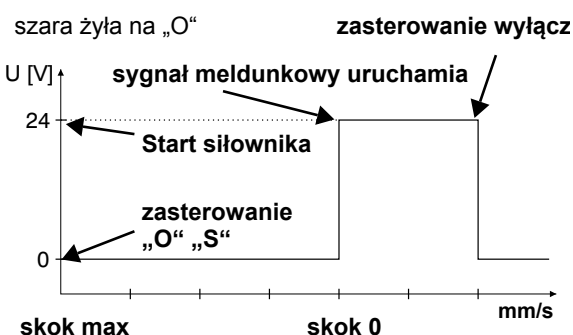 szara żyła na „O“
zasterowanie wyłącz
U [V]
sygnał meldunkowy uruchamia
24
Start siłownika
zasterowanie
„O“ „S“
0
mm/s
skok max
skok 0